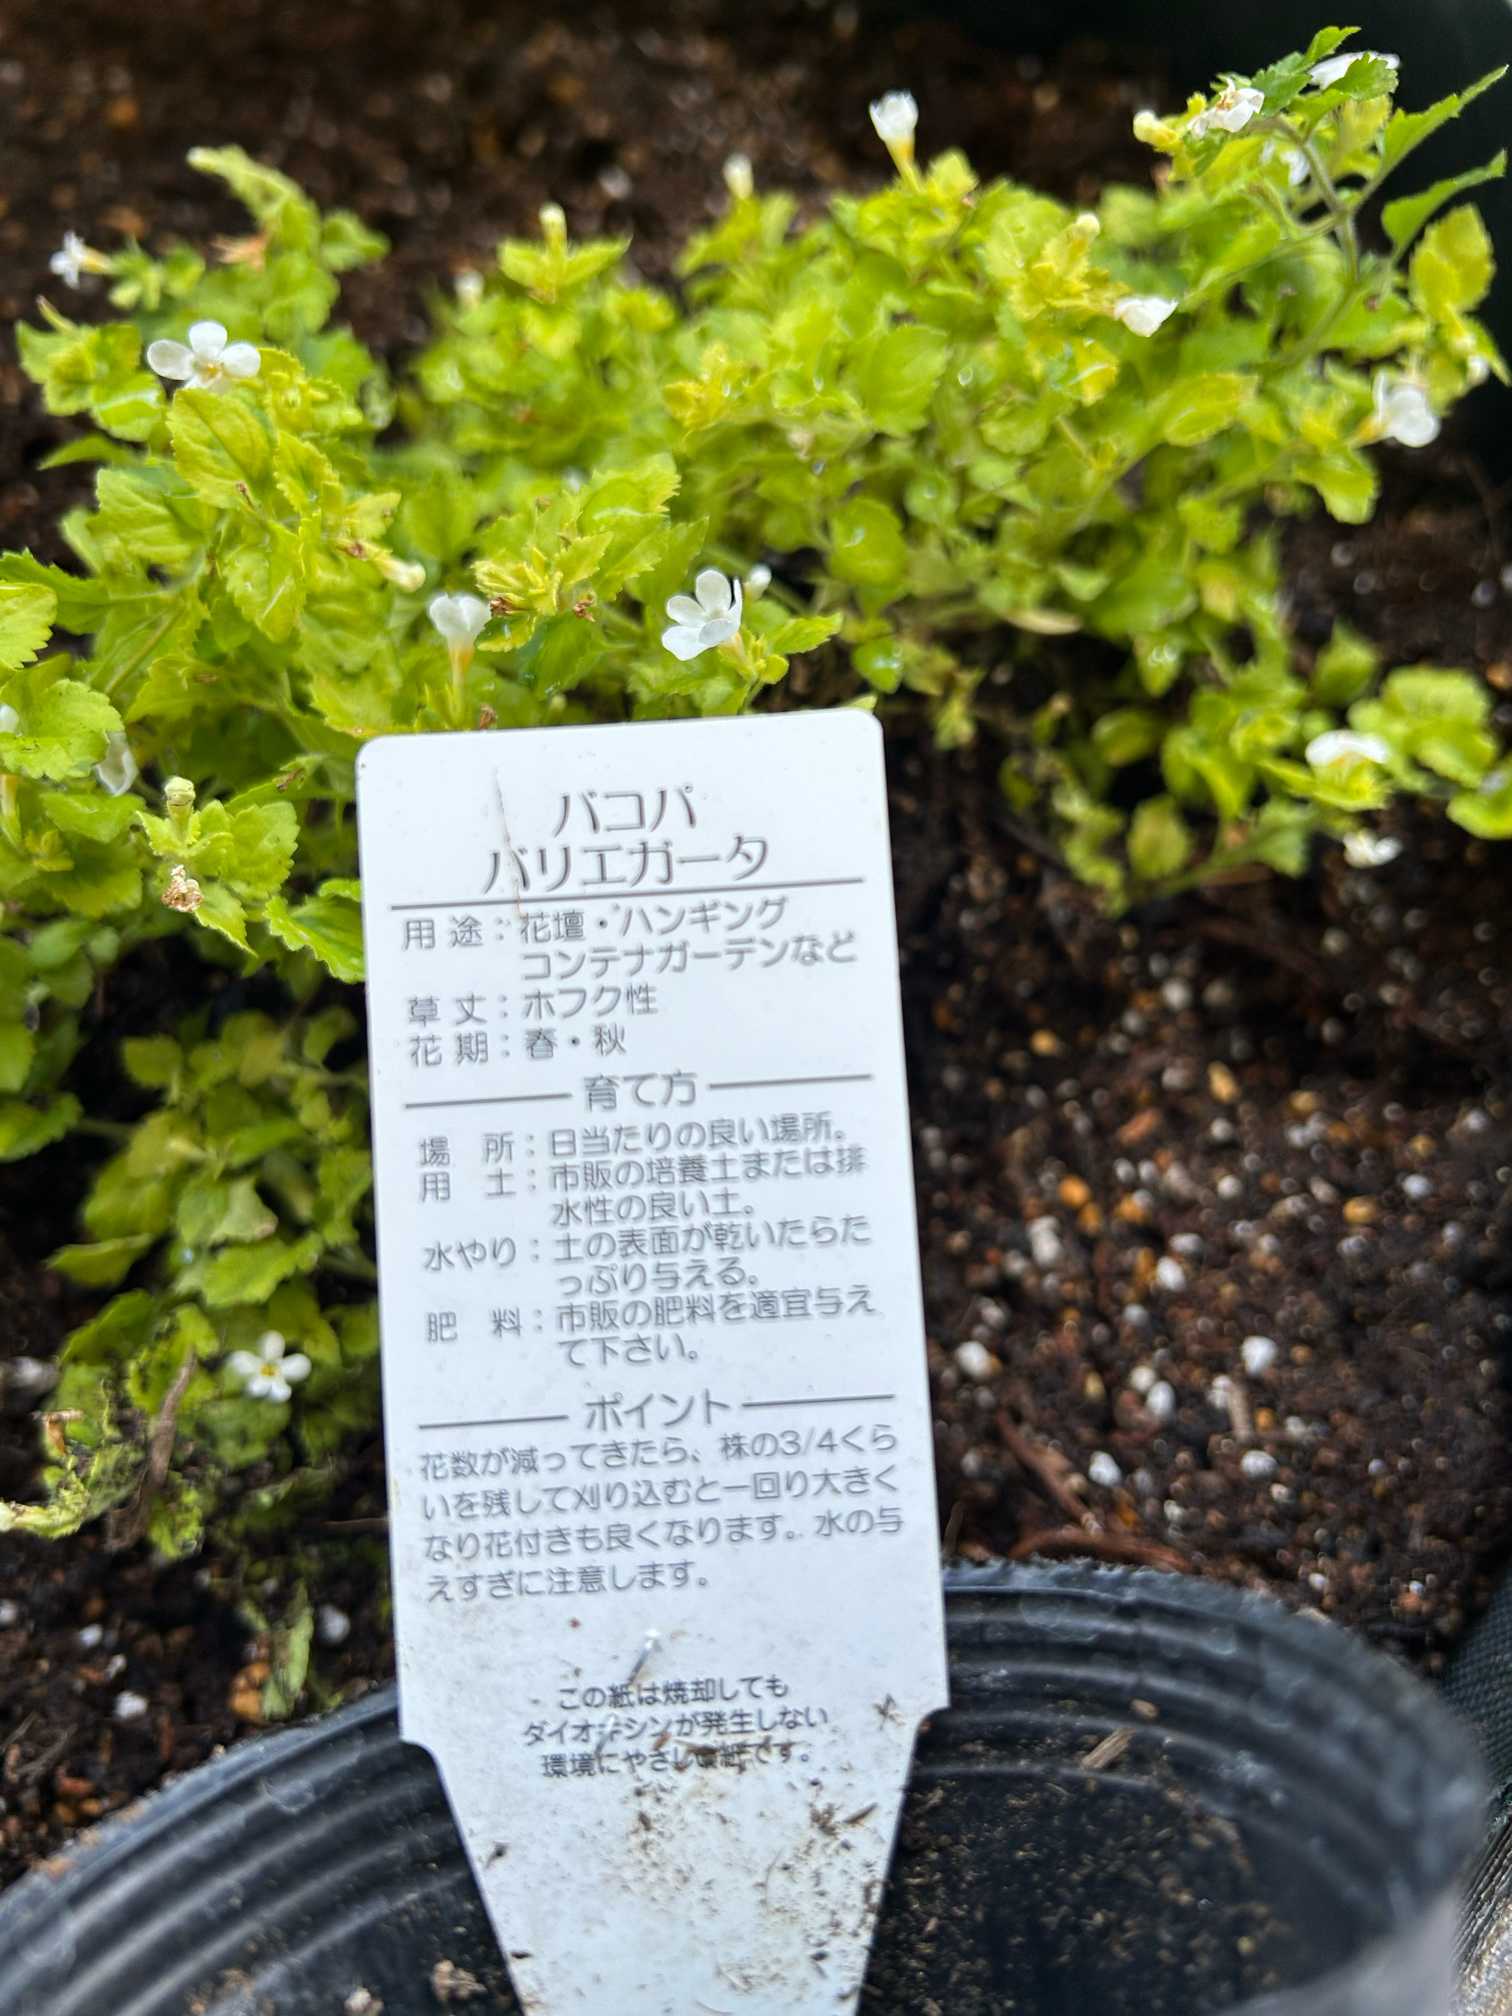 バコパ
バリエガータ
用途：花壇・ハンギング
コンテナガーデンなど
草丈：ホフク性
花期：春・秋
育て方
場所：日当たりの良い場所。
用土：市販の培養土または排
水性の良い土。
水やり：土の表面が乾いたらた
っぷり与える。
肥料：市販の肥料を適宜与え
て下さい。
ポイント
花数が減ってきたら、株の3/4くら
いを残して刈り込むと一回り大きく
なり花付きも良くなります。水の与
えすぎに注意します。
この紙は焼却しても
ダイオキシンが発生しない
環境にやさしい紙です。